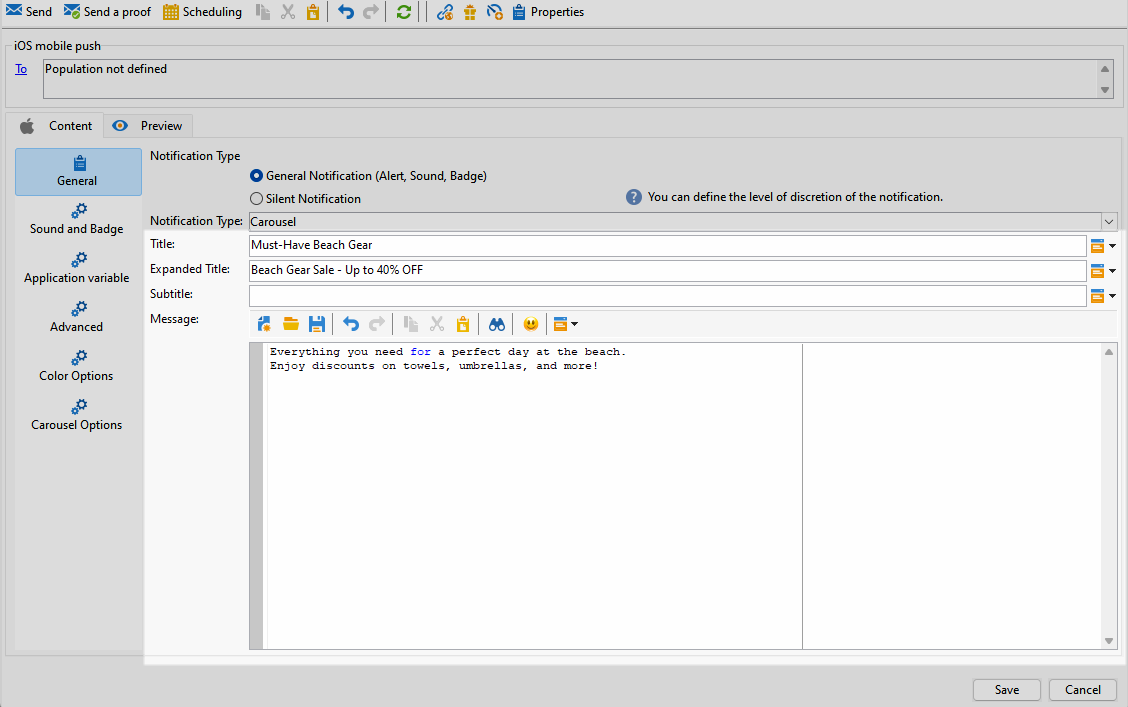 Send Send a proof Scheduling Properties
iOS mobile push
To Population not defined
Content Preview
General
Sound and Badge
Application variable
Advanced
Color Options
Carousel Options
Notification Type
General Notification (Alert, Sound, Badge)
Silent Notification
You can define the level of discretion of the notification.
Notification Type: Carousel
Title: Must-Have Beach Gear
Expanded Title: Beach Gear Sale - Up to 40% OFF
Subtitle:
Message:
Everything you need for a perfect day at the beach.
Enjoy discounts on towels, umbrellas, and more!
Save Cancel